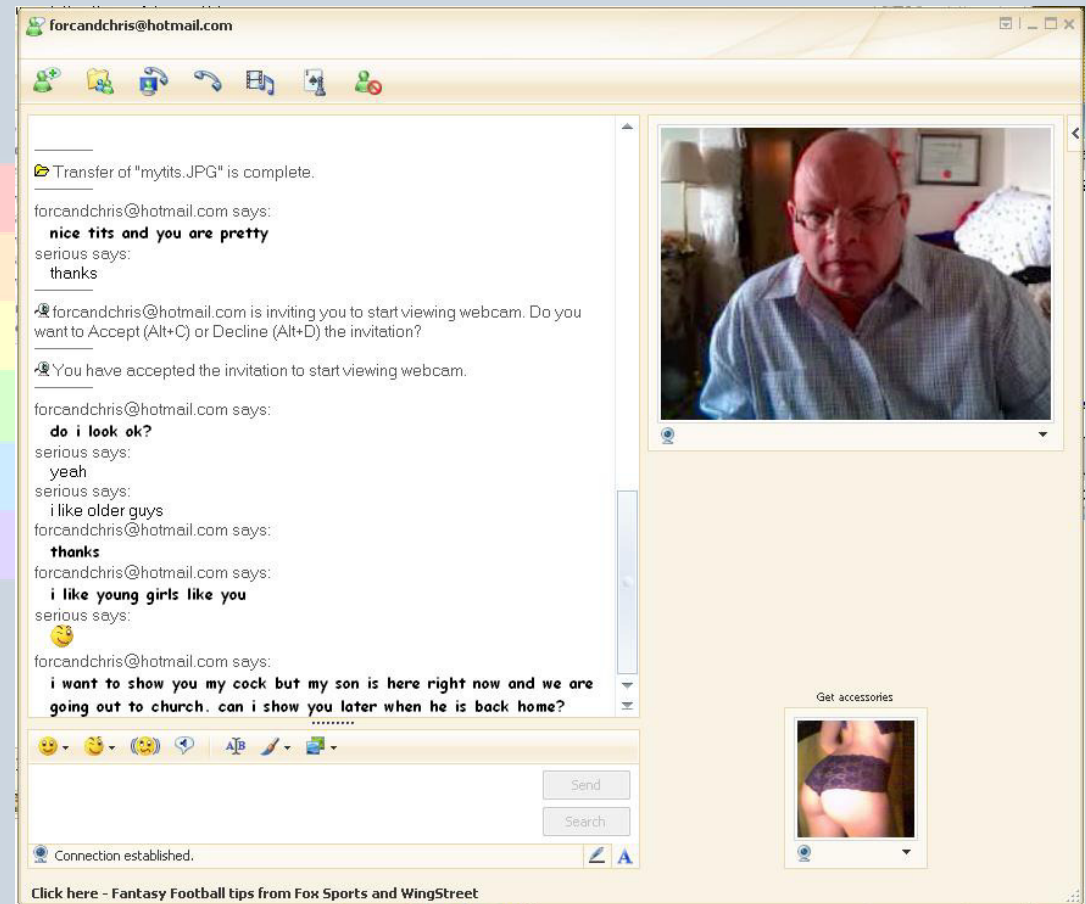 forcandchris@hotmail.com
Transfer of "mytits.JPG" is complete.
forcandchris@hotmail.com says:
nice tits and you are pretty
serious says:
thanks
forcandchris@hotmail.com is inviting you to start viewing webcam. Do you
want to Accept (Alt+C) or Decline (Alt+D) the invitation?
You have accepted the invitation to start viewing webcam.
forcandchris@hotmail.com says:
do i look ok?
serious says:
yeah
serious says:
i like older guys
forcandchris@hotmail.com says:
thanks
forcandchris@hotmail.com says:
i like young girls like you
serious says:
forcandchris@hotmail.com says:
i want to show you my cock but my son is here right now and we are
going out to church. can i show you later when he is back home?
Get accessories
Send
Search
Connection established.
Click here - Fantasy Football tips from Fox Sports and WingStreet